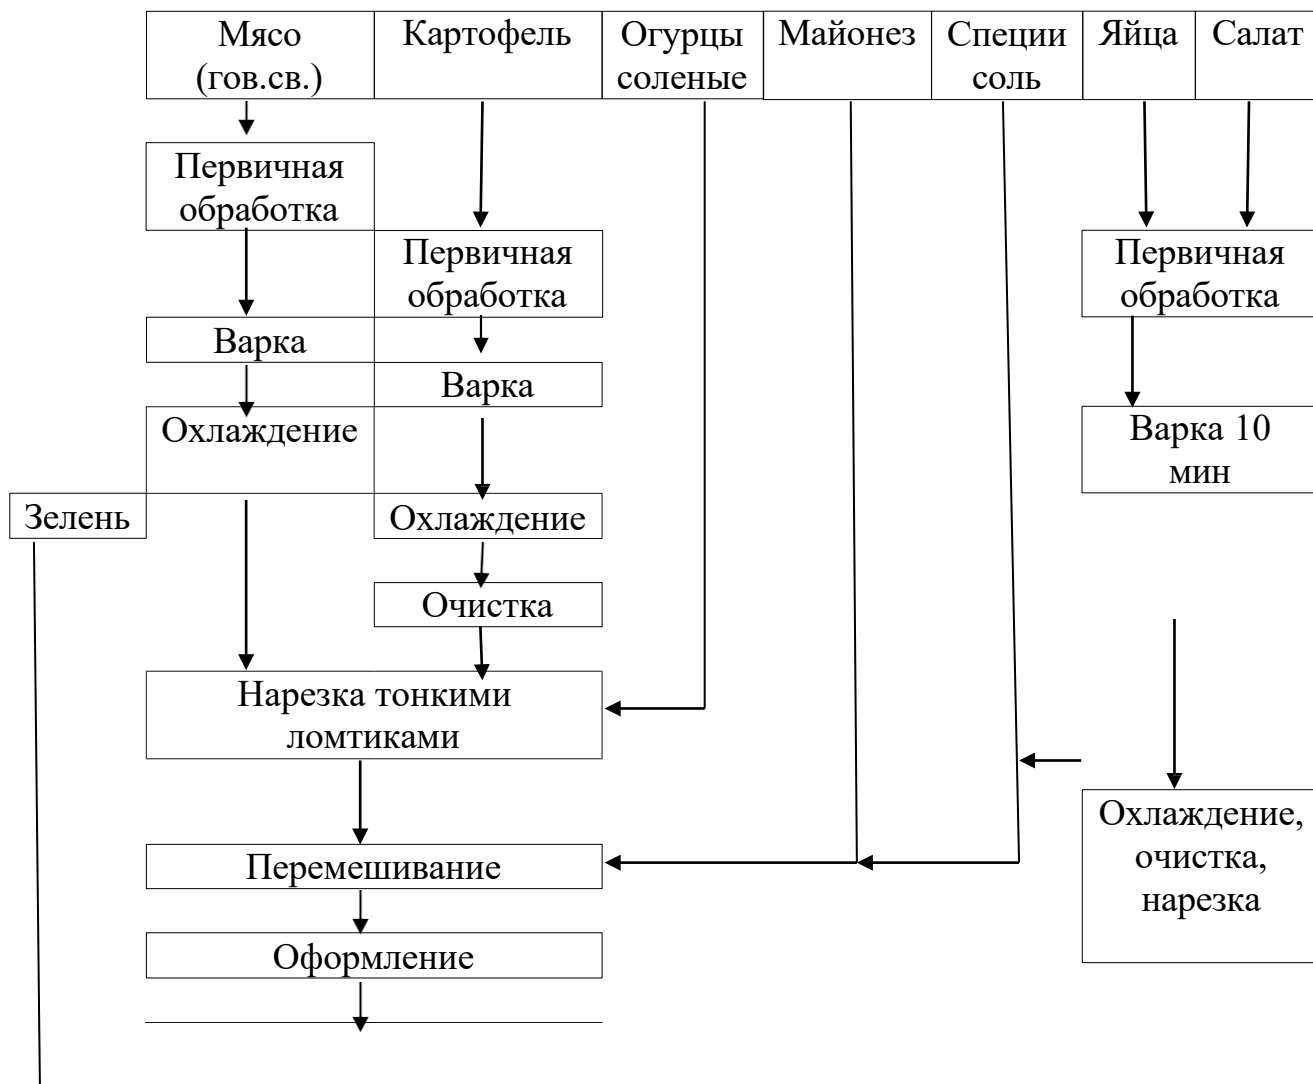 Мясо
(гов.св.)
Картофель
Огурцы
соленые
Майонез
Специи
соль
Яйца
Салат
Первичная
обработка
Первичная
обработка
Первичная
обработка
Варка
Варка
Охлаждение
Варка 10
мин
Зелень
Охлаждение
Очистка
Нарезка тонкими
ломтиками
Охлаждение,
очистка,
нарезка
Перемешивание
Оформление